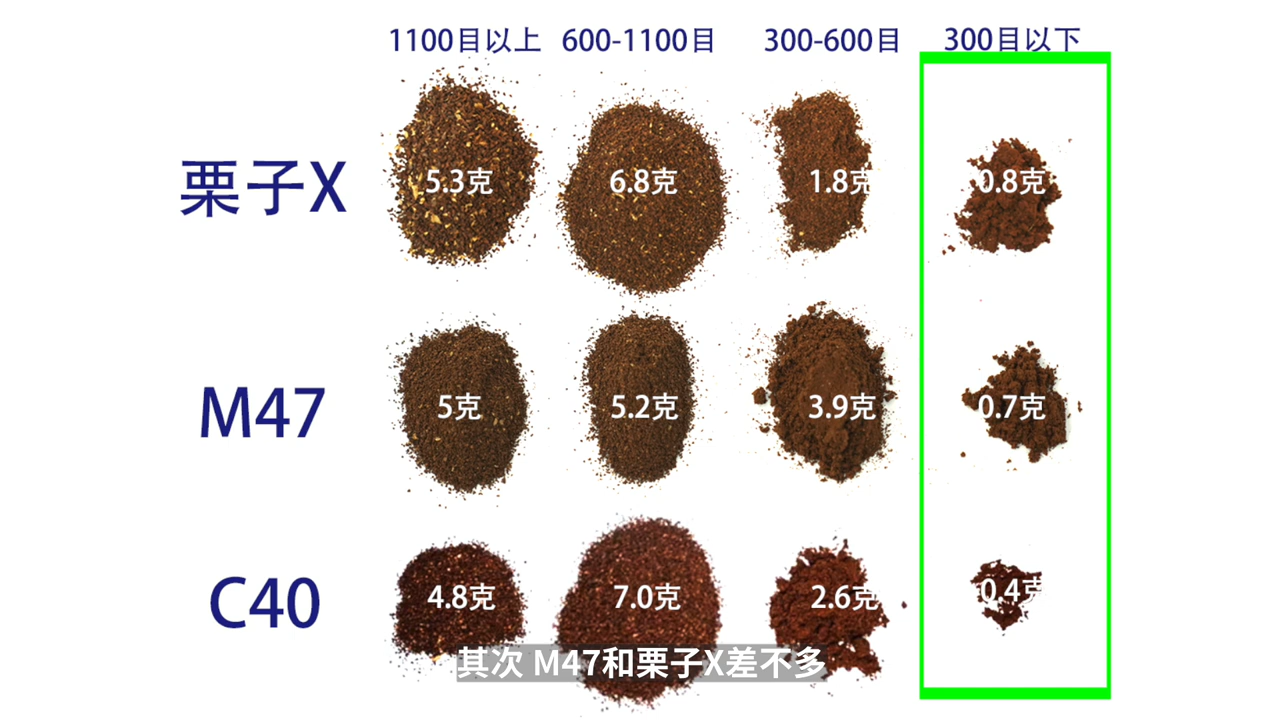 1100目以上 600-1100目 300-600目 300目以下
栗子X 5.3克 6.8克 1.8克 0.8克
M47 5克 5.2克 3.9克 0.7克
C40 4.8克 7.0克 2.6克 0.4克
其次 M47和栗子X差不多